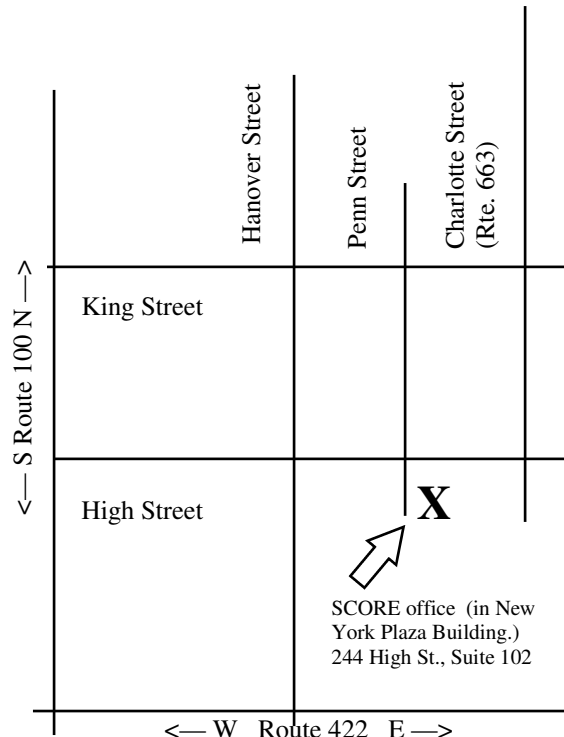 Hanover Street
Penn Street
Charlotte Street
(Rte. 663)
<— S Route 100 N —>
King Street
High Street
X
SCORE office (in New
York Plaza Building.)
244 High St., Suite 102
<— W Route 422 E —>